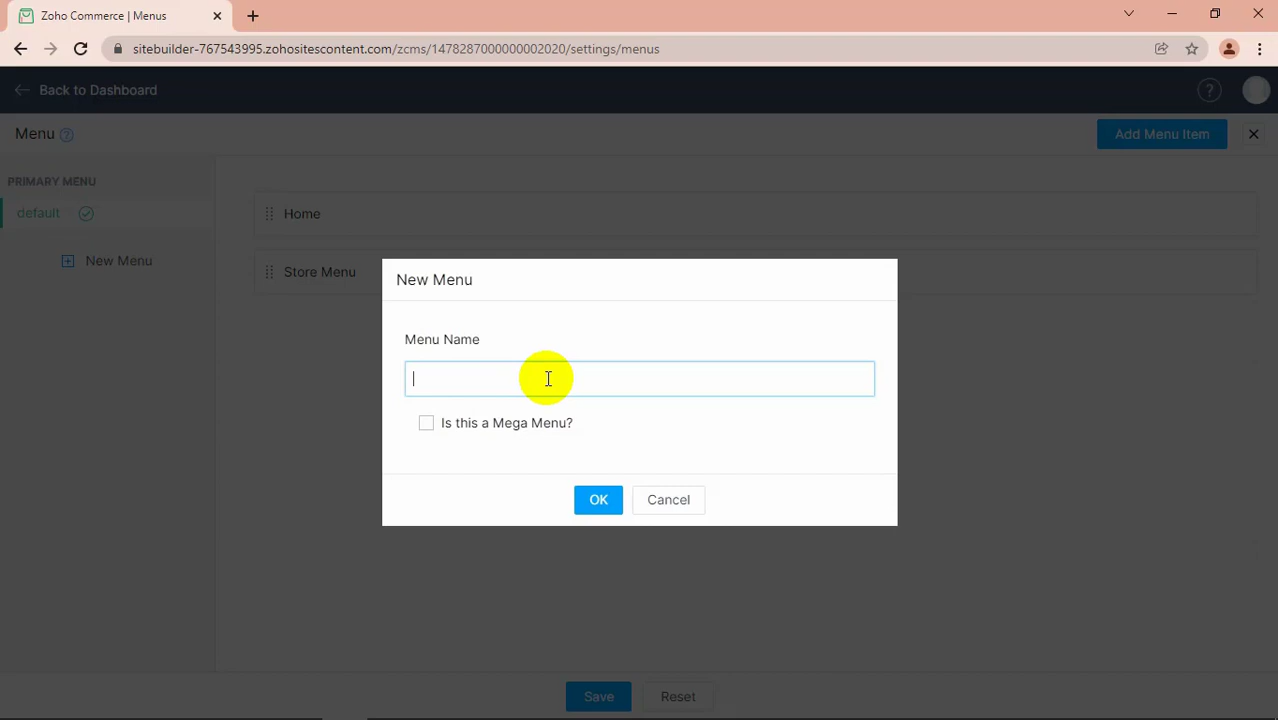 Zoho Commerce | Menus
sitebuilder-767543995.zohositescontent.com/zcms/1478287000000002020/settings/menus
Back to Dashboard
?
Menu ?
Add Menu Item
PRIMARY MENU
default
New Menu
Home
Store Menu
New Menu
Menu Name
Is this a Mega Menu?
OK
Cancel
Save
Reset